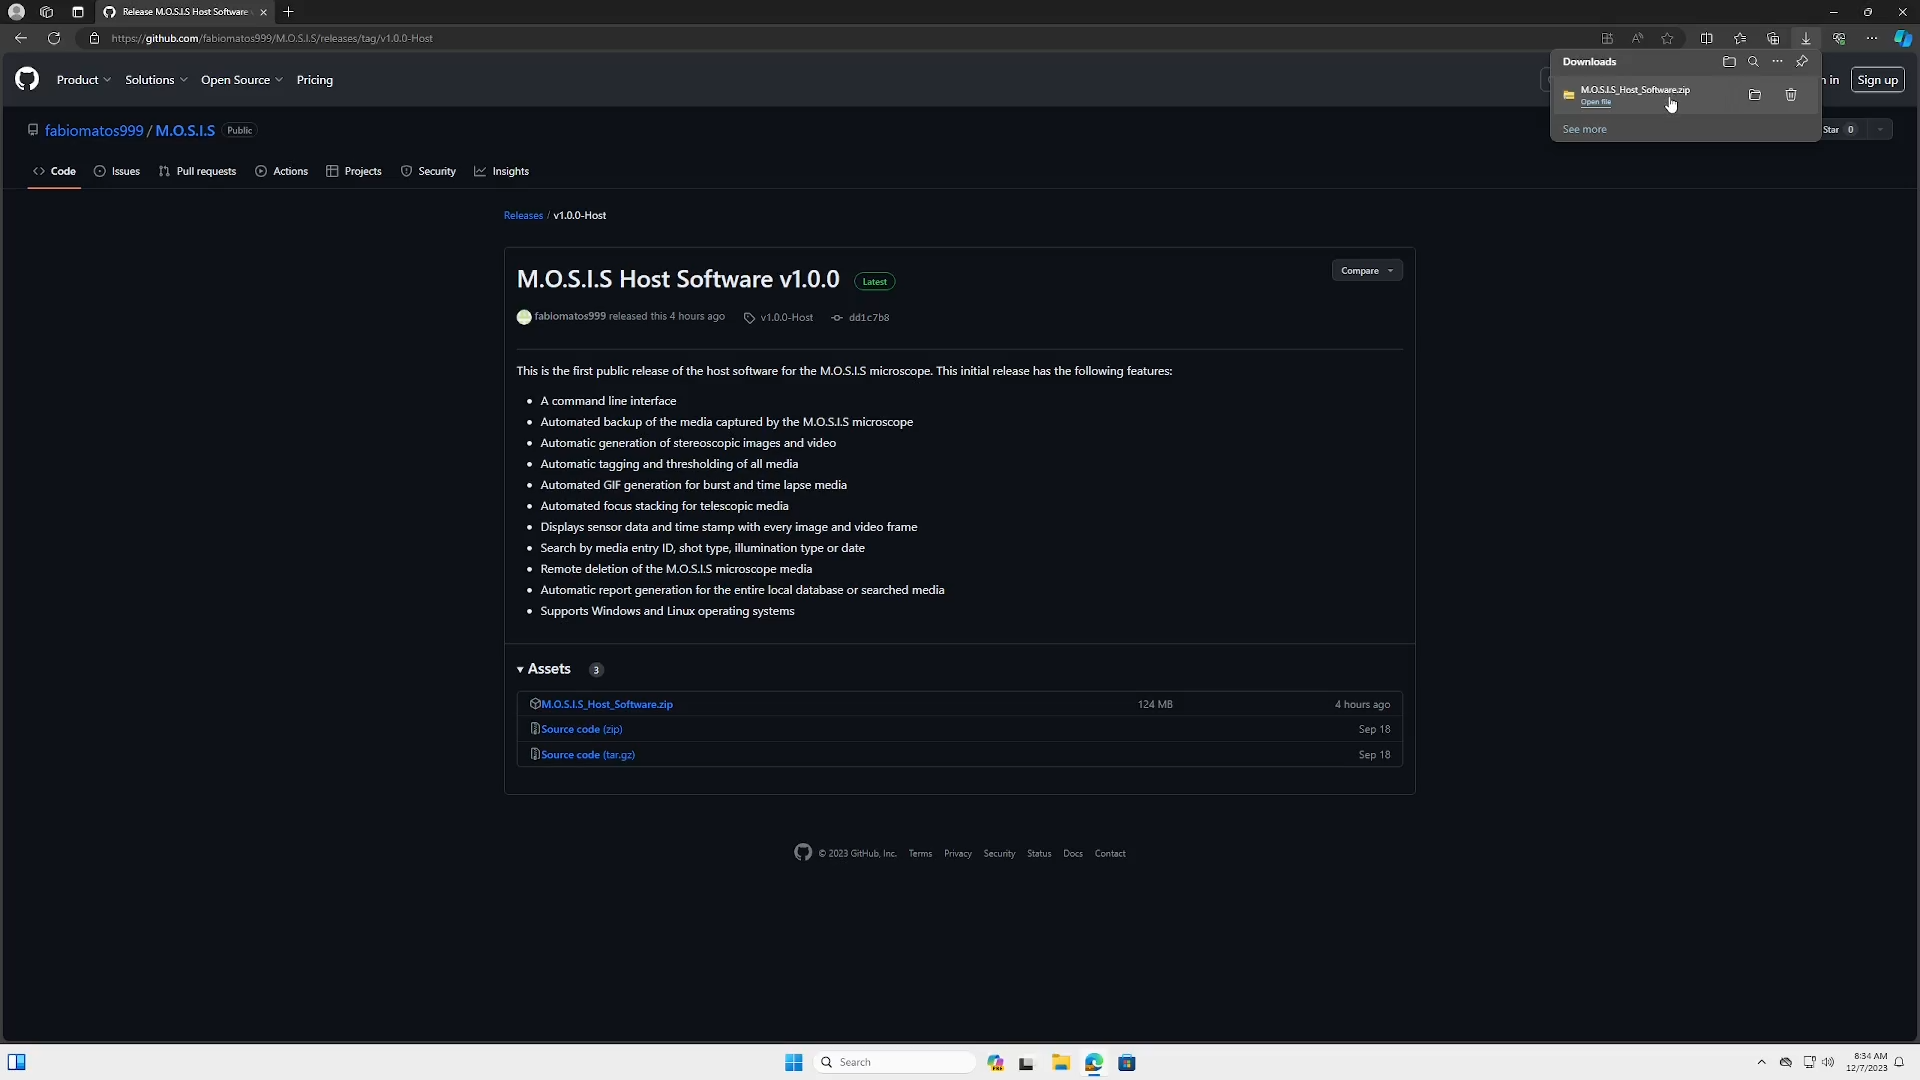 Release M.O.S.I.S Host Software
https://github.com/fabiomatos999/M.O.S.I.S/releases/tag/v1.0.0-Host
Downloads
M.O.S.I.S_Host_Software.zip
Open file
See more
Product
Solutions
Open Source
Pricing
in
Sign up
fabiomatos999 / M.O.S.I.S Public
Star 0
Code
Issues
Pull requests
Actions
Projects
Security
Insights
Releases / v1.0.0-Host
M.O.S.I.S Host Software v1.0.0 Latest
Compare
fabiomatos999 released this 4 hours ago v1.0.0-Host dd1c7b8
This is the first public release of the host software for the M.O.S.I.S microscope. This initial release has the following features:
• A command line interface
• Automated backup of the media captured by the M.O.S.I.S microscope
• Automatic generation of stereoscopic images and video
• Automatic tagging and thresholding of all media
• Automated GIF generation for burst and time lapse media
• Automated focus stacking for telescopic media
• Displays sensor data and time stamp with every image and video frame
• Search by media entry ID, shot type, illumination type or date
• Remote deletion of the M.O.S.I.S microscope media
• Automatic report generation for the entire local database or searched media
• Supports Windows and Linux operating systems
Assets 3
M.O.S.I.S_Host_Software.zip 124 MB 4 hours ago
Source code (zip) Sep 18
Source code (tar.gz) Sep 18
© 2023 GitHub, Inc. Terms Privacy Security Status Docs Contact
Search
8:34 AM
12/7/2023